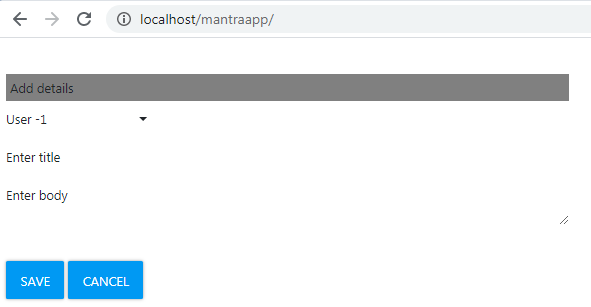 localhost/mantraapp/
Add details
User -1
Enter title
Enter body
SAVE CANCEL